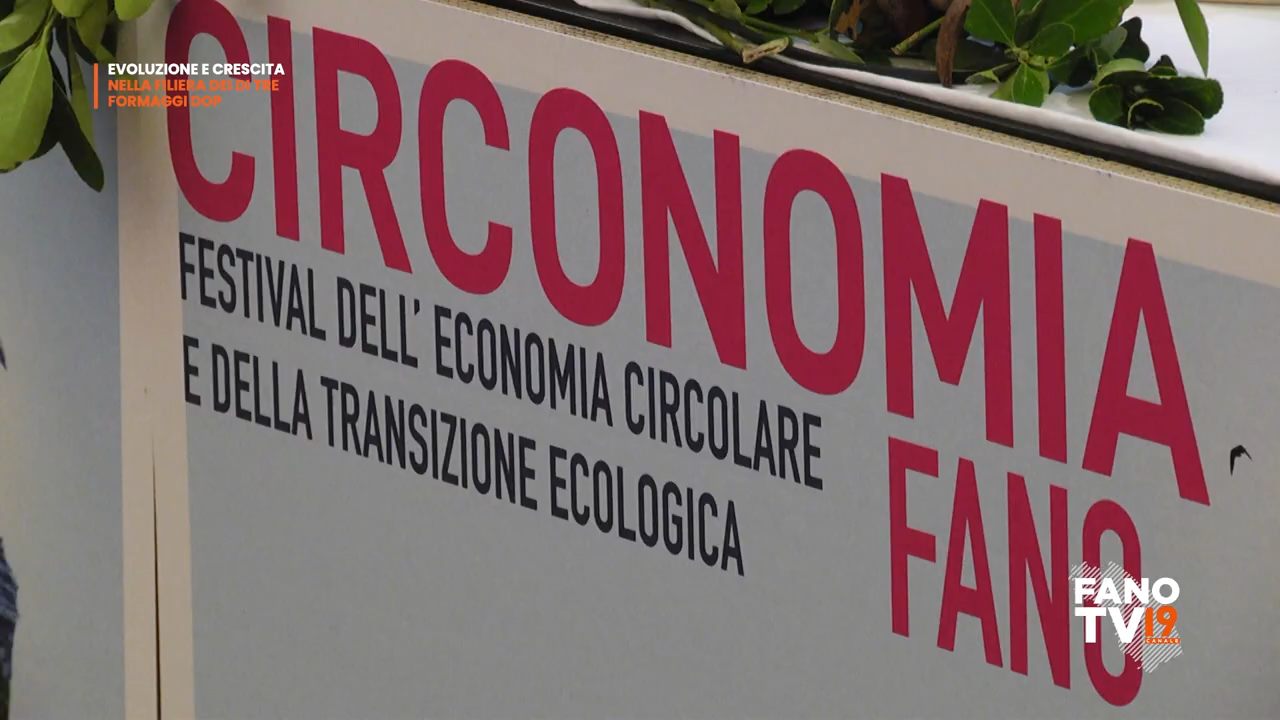 EVOLUZIONE E CRESCITA
NELLA FILIERA DEI DI TRE
FORMAGGI DOP
CIRCONOMIA
FESTIVAL DELL' ECONOMIA CIRCOLARE
E DELLA TRANSIZIONE ECOLOGICA
FANO
FANO
TV19
CANALE